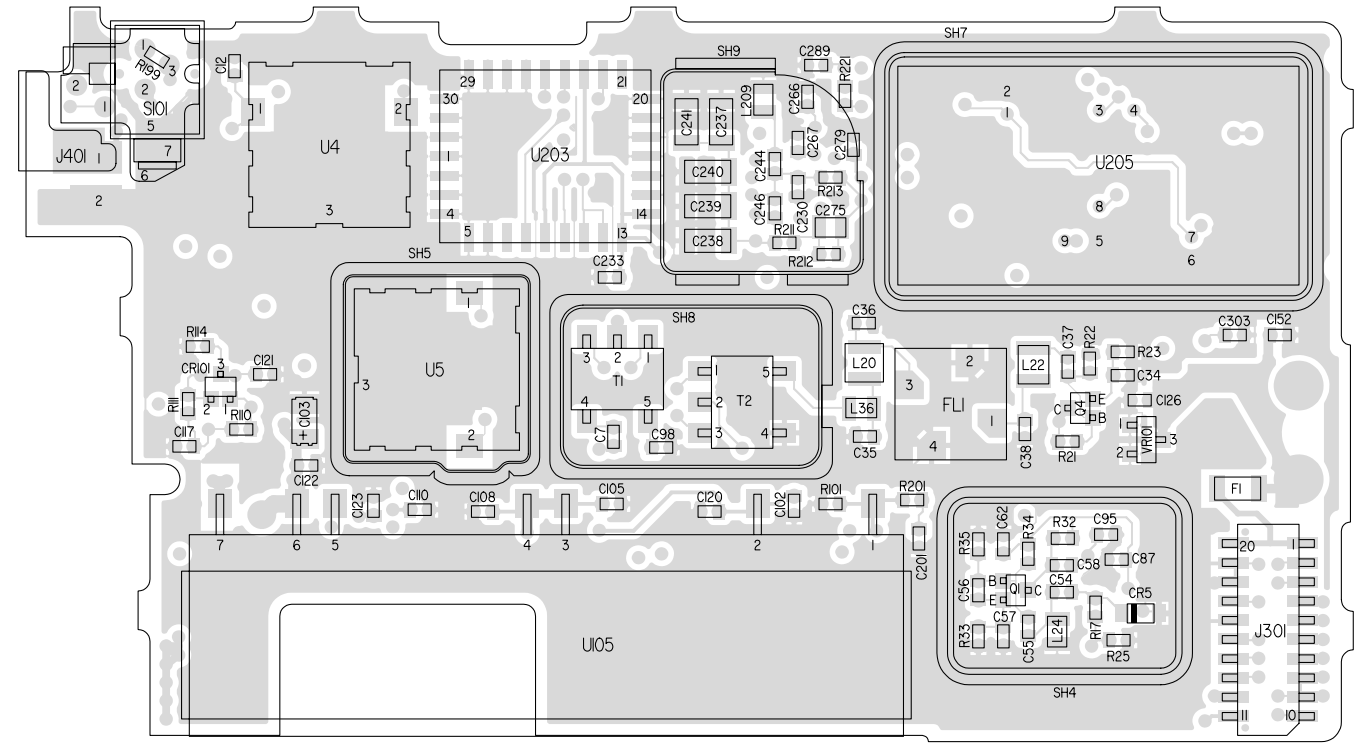 SH7
SH9
C289
R221
C12
1
R199
3
2
2
1
S101
5
J401
1
7
6
2
1
2
U4
3
29
21
30
20
1
U203
4
14
5
13
C241
C237
L209
C266
C267
C279
C244
C240
R213
C239
C246
C230
C275
C238
R211
R212
2
1
3
4
U205
8
9
5
7
6
SH5
C233
1
U5
3
2
SH8
3
2
1
T1
4
5
1
5
2
T2
3
4
C7
C98
C36
L20
L36
C35
2
3
FL1
1
4
L22
C37
R22
R23
C34
C
Q4
E
B
C126
C38
R21
1
VR101
3
2
C303
C152
R114
CR101
3
C121
R111
2
1
R110
C117
C103
+
C122
C123
C110
C108
C105
C120
C102
R101
R201
7
6
5
4
3
2
1
C201
U105
F1
R35
C62
R34
R32
C95
C58
C87
C56
B
Q1
C
E
C54
CR5
R17
R33
C57
C55
L24
R25
SH4
20
1
J301
11
10